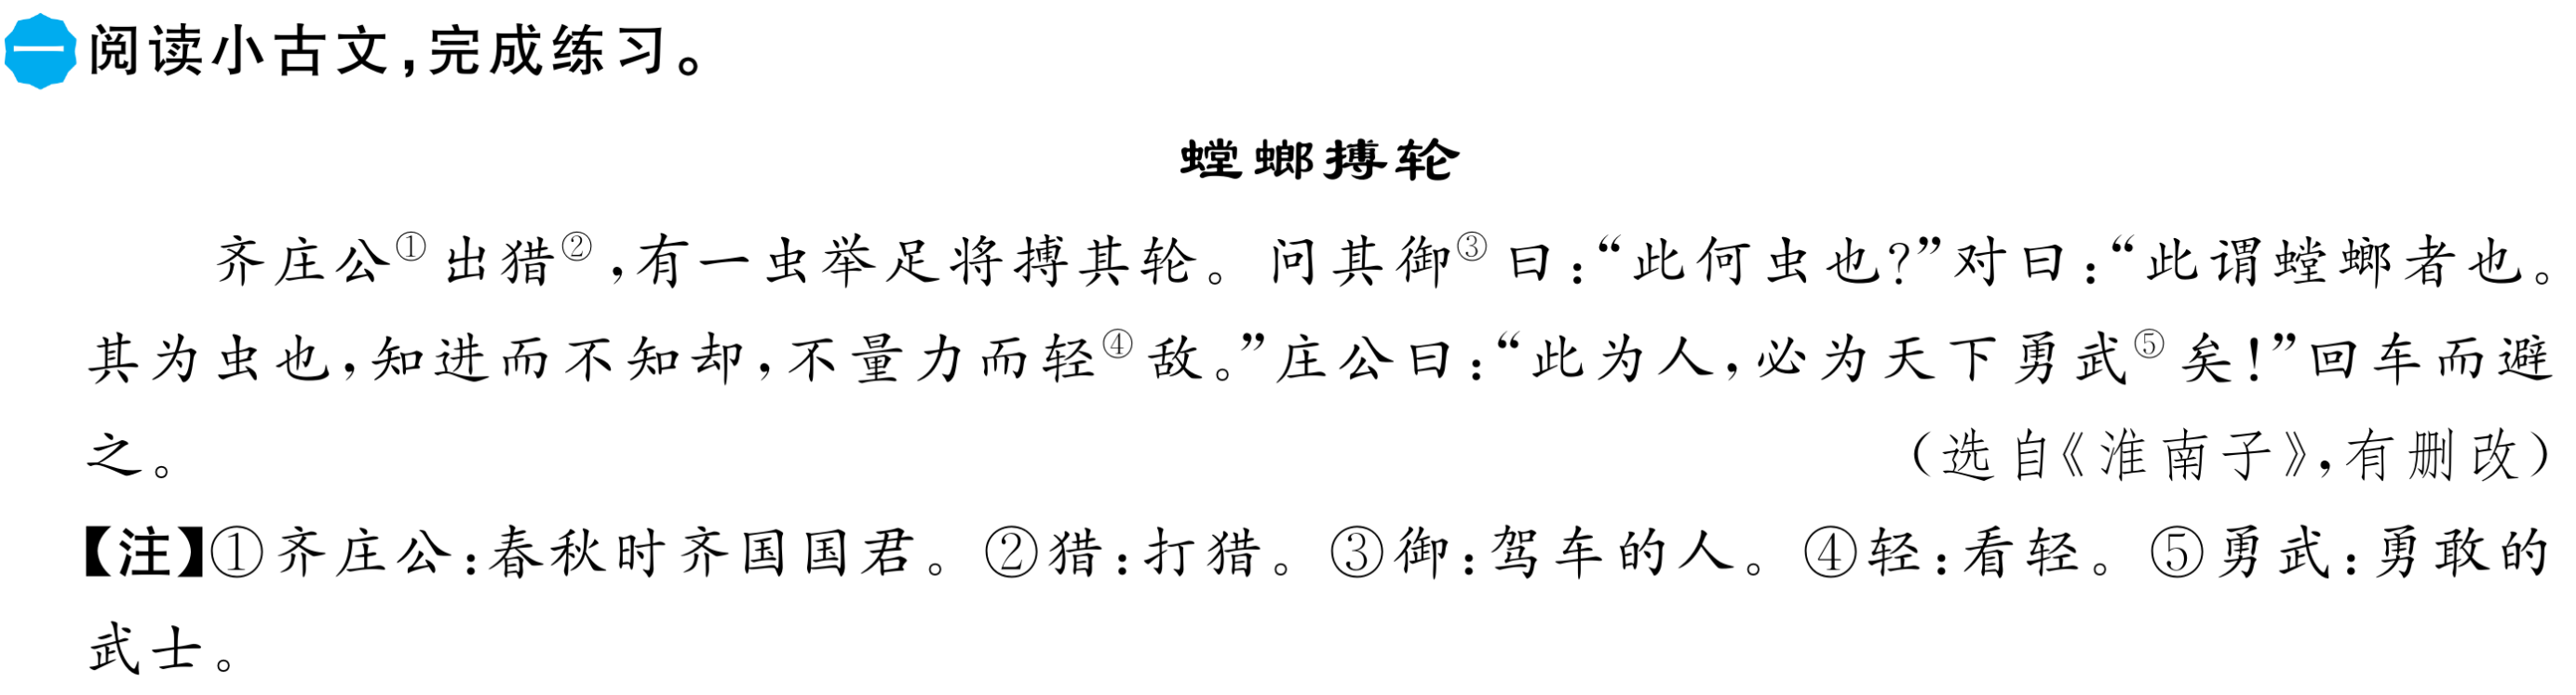 一 阅读小古文,完成练习。
螳螂搏轮
齐庄公①出猎②,有一虫举足将搏其轮。问其御③曰:“此何虫也?”对曰:“此谓螳螂者也。
其为虫也,知进而不知却,不量力而轻④敌。”庄公曰:“此为人,必为天下勇武⑤矣!”回车而避
之。 (选自《淮南子》,有删改)
【注】①齐庄公:春秋时齐国国君。②猎:打猎。③御:驾车的人。④轻:看轻。⑤勇武:勇敢的
武士。